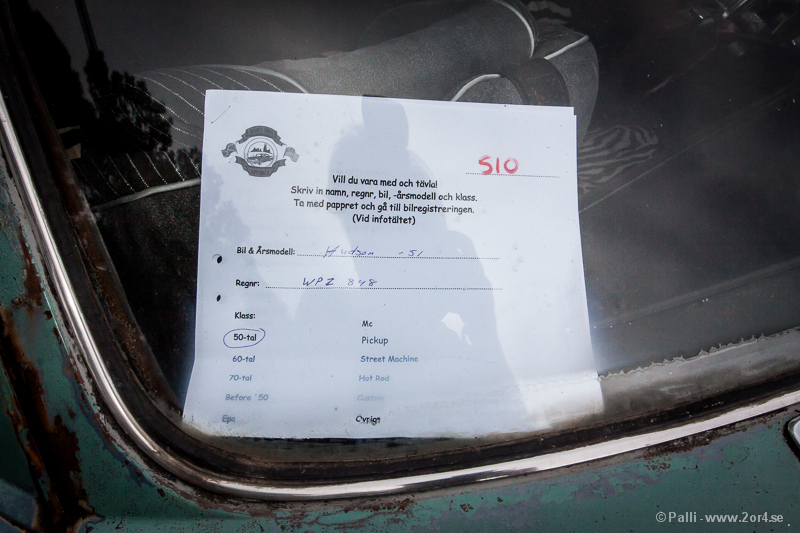 510
Vill du vara med och tävla!
Skriv in namn, regnr, bil, -årsmodell och klass.
Ta med pappret och gå till bilregistreringen.
(Vid infotältet)
Bil & Årsmodell: Hudson -51
Regnr: WPZ 848
Klass:
Mc
50-tal Pickup
60-tal Street Machine
70-tal Hot Rod
Before ´50 Custom
Epa Övrigt
©Palli - www.2or4.se